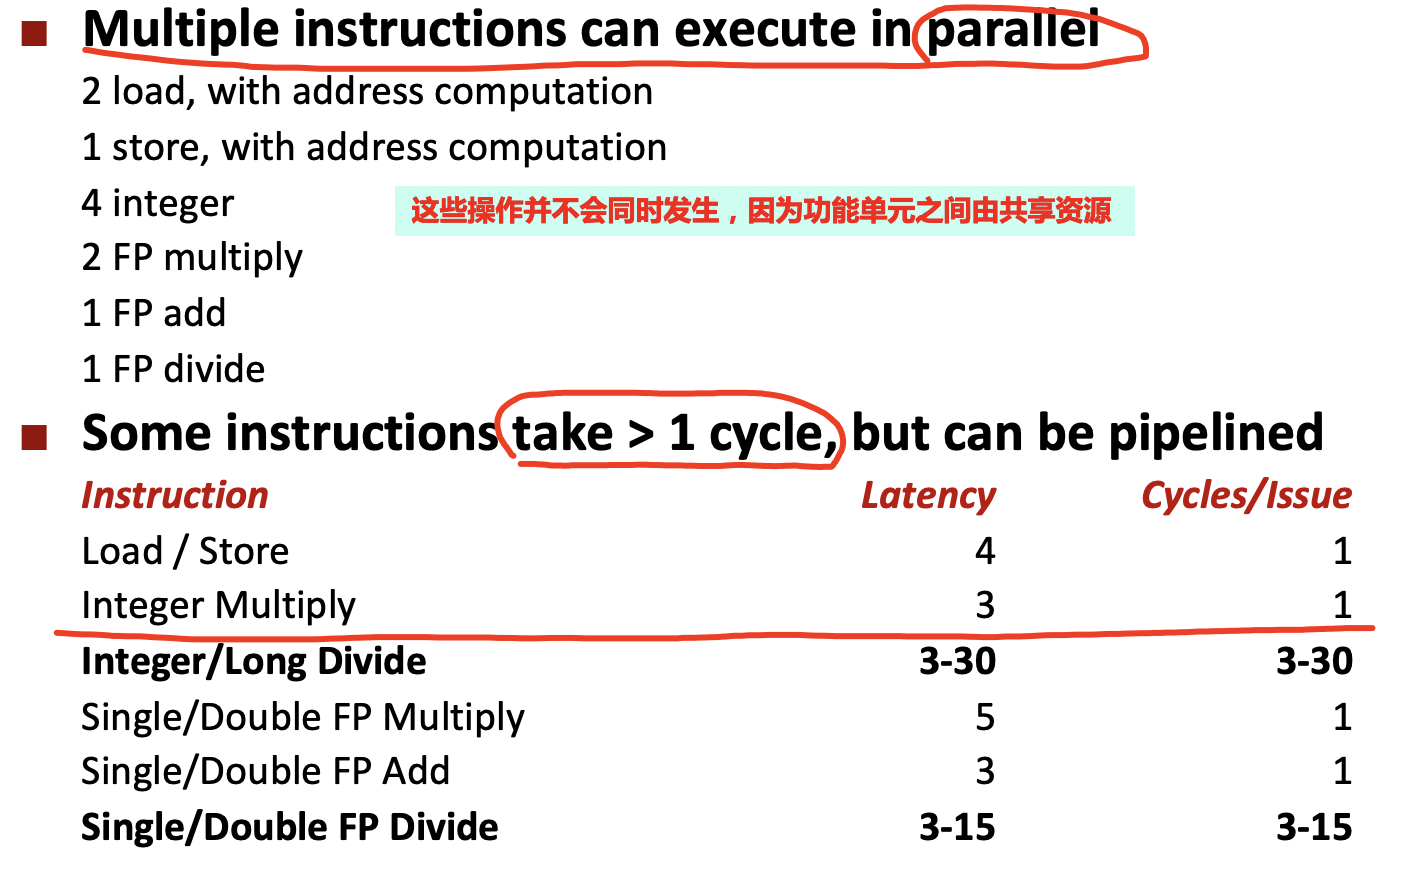 ■ Multiple instructions can execute in parallel
2 load, with address computation
1 store, with address computation
4 integer
这些操作并不会同时发生，因为功能单元之间由共享资源
2 FP multiply
1 FP add
1 FP divide
■ Some instructions take > 1 cycle, but can be pipelined
Instruction Latency Cycles/Issue
Load / Store 4 1
Integer Multiply 3 1
Integer/Long Divide 3-30 3-30
Single/Double FP Multiply 5 1
Single/Double FP Add 3 1
Single/Double FP Divide 3-15 3-15